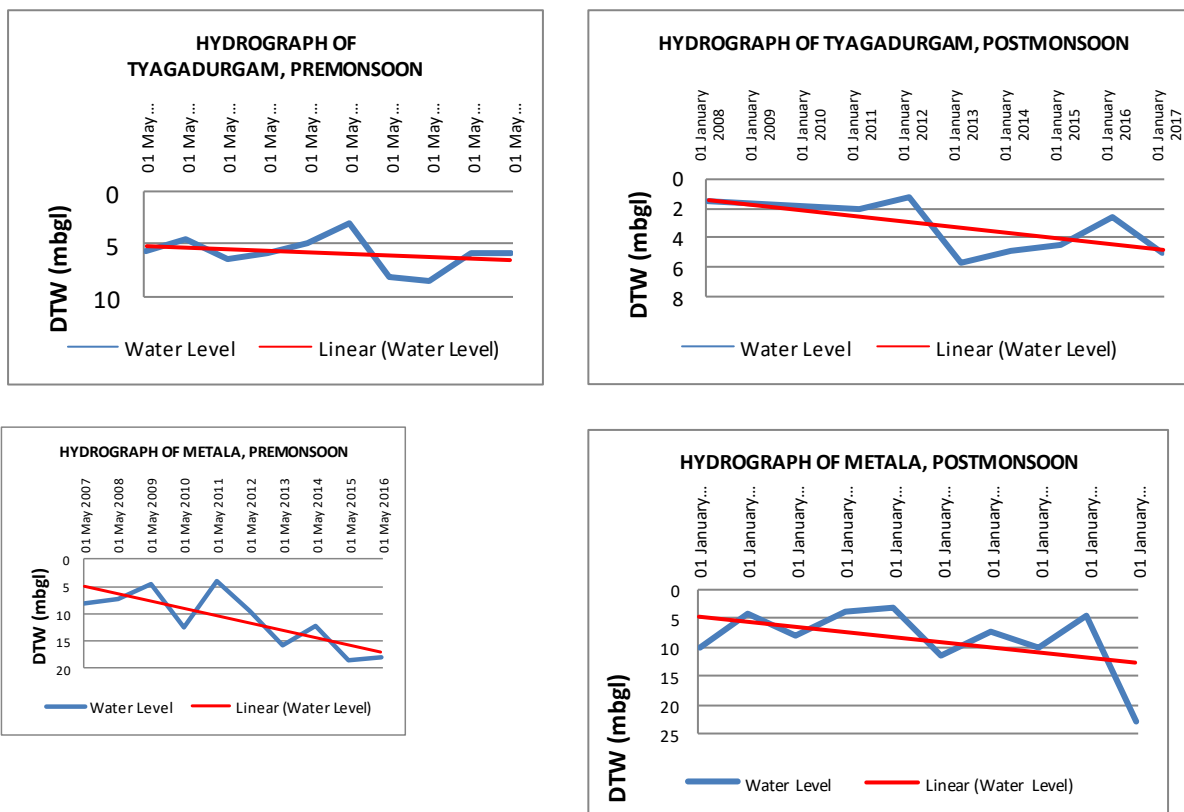 HYDROGRAPH OF
TYAGADURGAM, PREMONSOON
01 May...
01 May...
01 May...
01 May...
01 May...
01 May...
01 May...
01 May...
01 May...
01 May...
0
5
10
DTW (mbgl)
Water Level
Linear (Water Level)
HYDROGRAPH OF TYAGADURGAM, POSTMONSOON
01 January
2008
01 January
2009
01 January
2010
01 January
2011
01 January
2012
01 January
2013
01 January
2014
01 January
2015
01 January
2016
01 January
2017
0
2
4
6
8
DTW (mbgl)
Water Level
Linear (Water Level)
HYDROGRAPH OF METALA, PREMONSOON
01 May 2007
01 May 2008
01 May 2009
01 May 2010
01 May 2011
01 May 2012
01 May 2013
01 May 2014
01 May 2015
01 May 2016
0
5
10
15
20
DTW (mbgl)
Water Level
Linear (Water Level)
HYDROGRAPH OF METALA, POSTMONSOON
01 January...
01 January...
01 January...
01 January...
01 January...
01 January...
01 January...
01 January...
01 January...
01 January...
0
5
10
15
20
25
DTW (mbgl)
Water Level
Linear (Water Level)